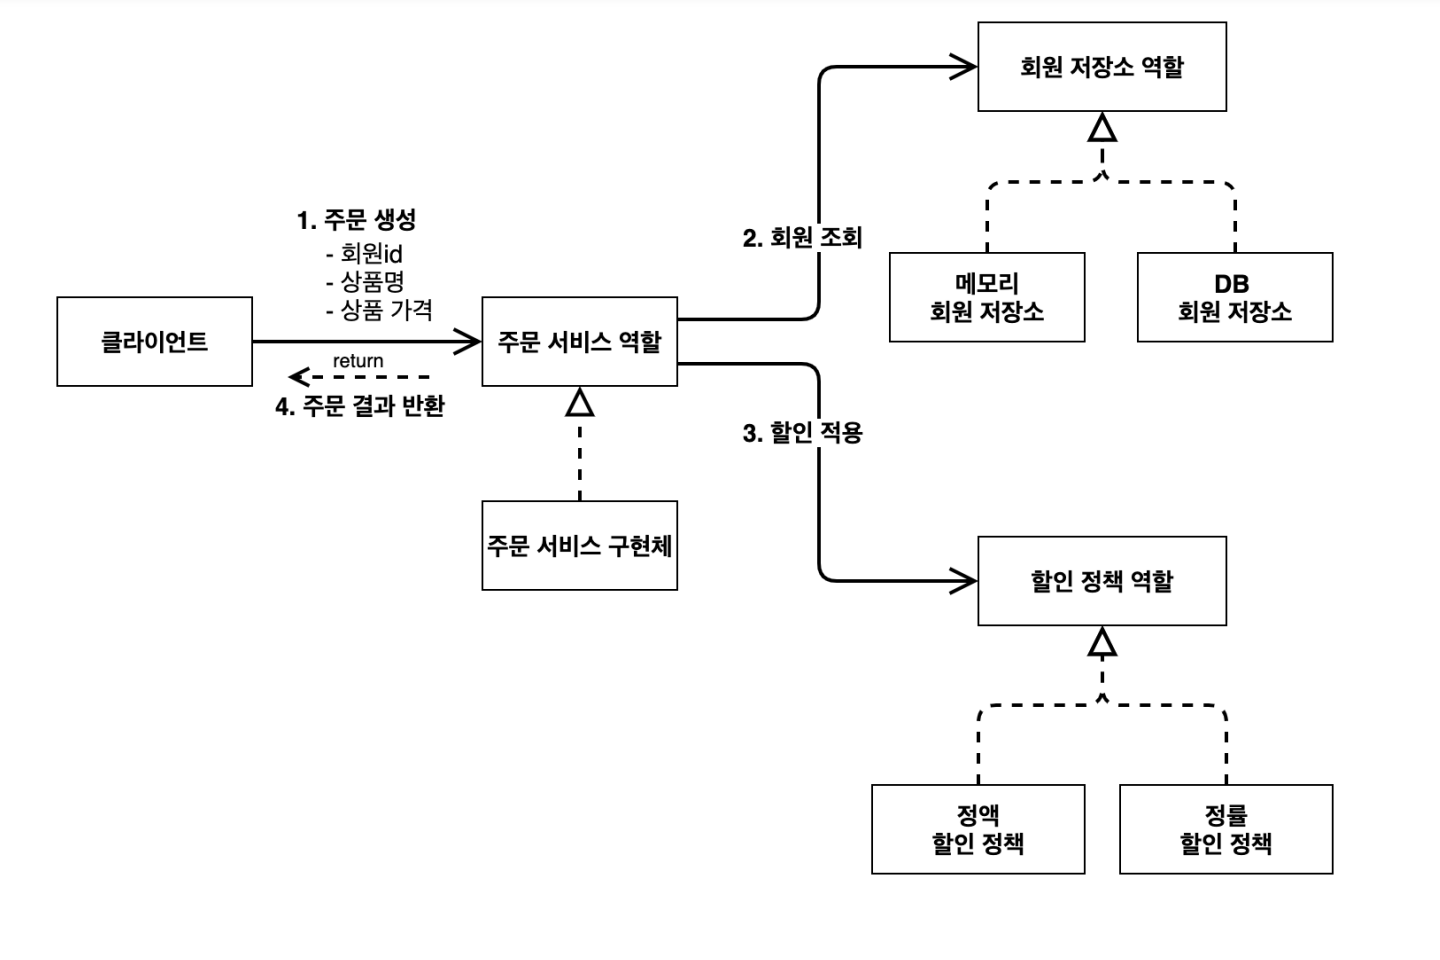 회원 저장소 역할
1. 주문 생성
- 회원id
- 상품명
- 상품 가격
2. 회원 조회
메모리
회원 저장소
DB
회원 저장소
클라이언트
주문 서비스 역할
return
4. 주문 결과 반환
3. 할인 적용
주문 서비스 구현체
할인 정책 역할
정액
할인 정책
정률
할인 정책